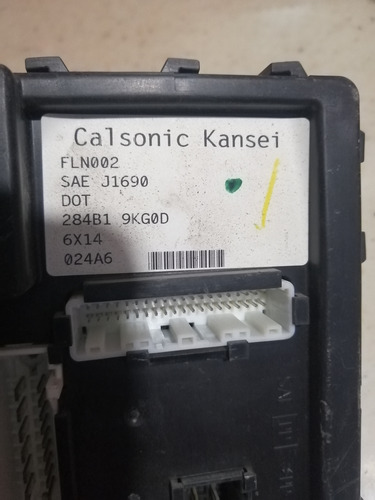 Calsonic Kansei
FLN002
SAE J1690
DOT
284B1 9KG0D
6X14
024A6